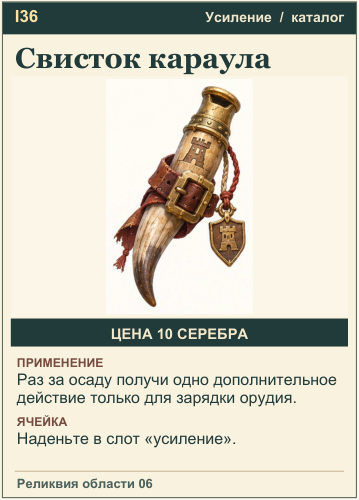 I36
Усиление / каталог
Свисток караула
ЦЕНА 10 СЕРЕБРА
ПРИМЕНЕНИЕ
Раз за осаду получи одно дополнительное
действие только для зарядки орудия.
ЯЧЕЙКА
Наденьте в слот «усиление».
Реликвия области 06